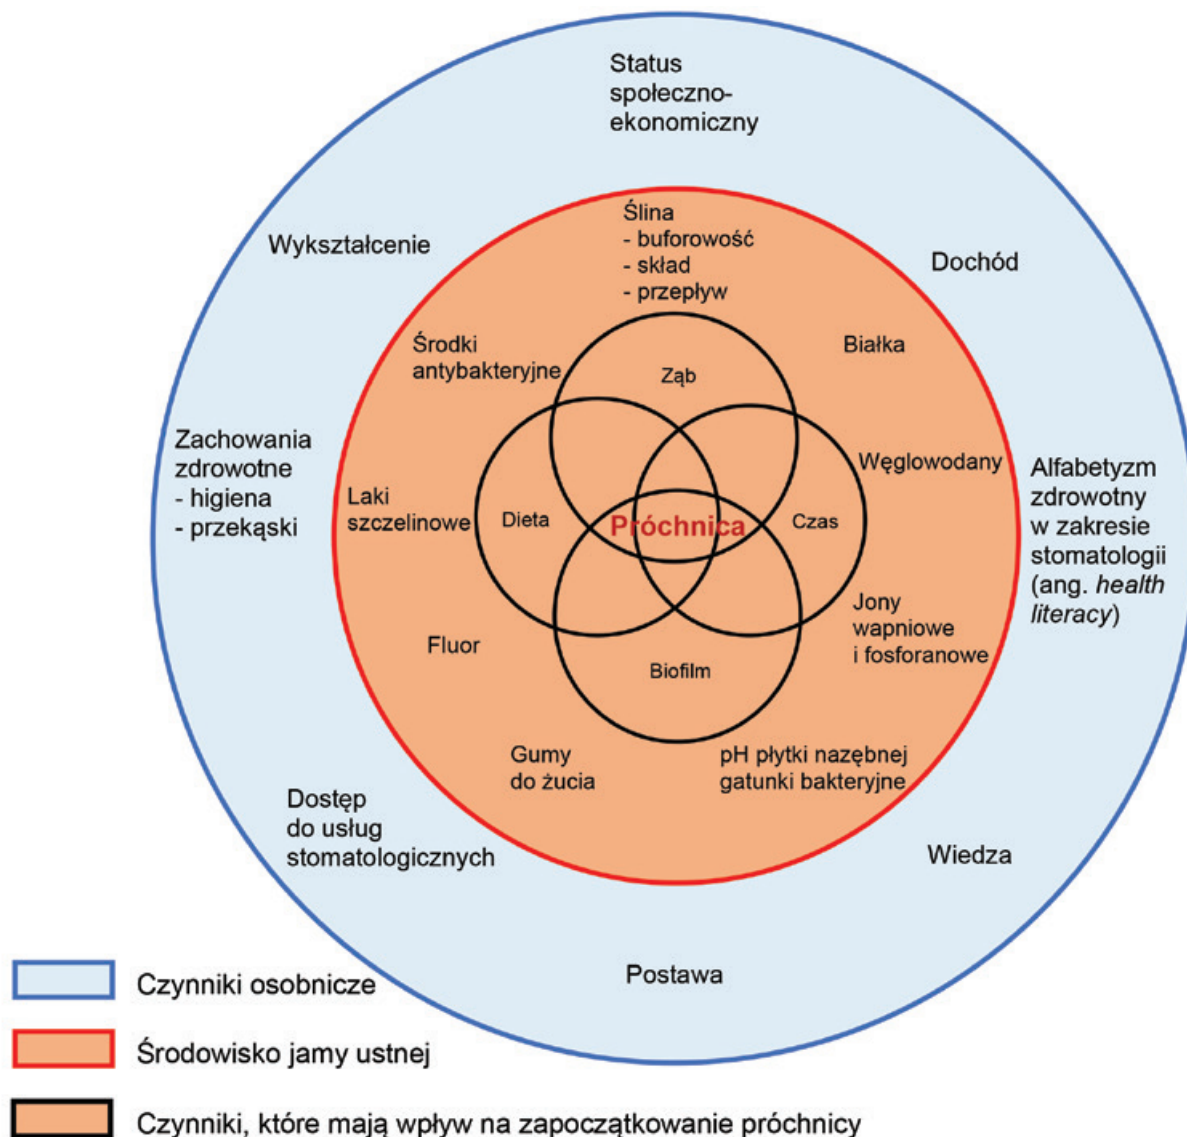 Status
społeczno-
ekonomiczny
Wykształcenie
Dochód
Zachowania
zdrowotne
- higiena
- przekąski
Alfabetyzm
zdrowotny
w zakresie
stomatologii
(ang. health
literacy)
Dostęp
do usług
stomatologicznych
Wiedza
Postawa
Ślina
- buforowość
- skład
- przepływ
Środki
antybakteryjne
Białka
Laki
szczelinowe
Węglowodany
Fluor
Jony
wapniowe
i fosforanowe
Gumy
do żucia
pH płytki nazębnej
gatunki bakteryjne
Ząb
Dieta
Próchnica
Czas
Biofilm
Czynniki osobnicze
Środowisko jamy ustnej
Czynniki, które mają wpływ na zapoczątkowanie próchnicy